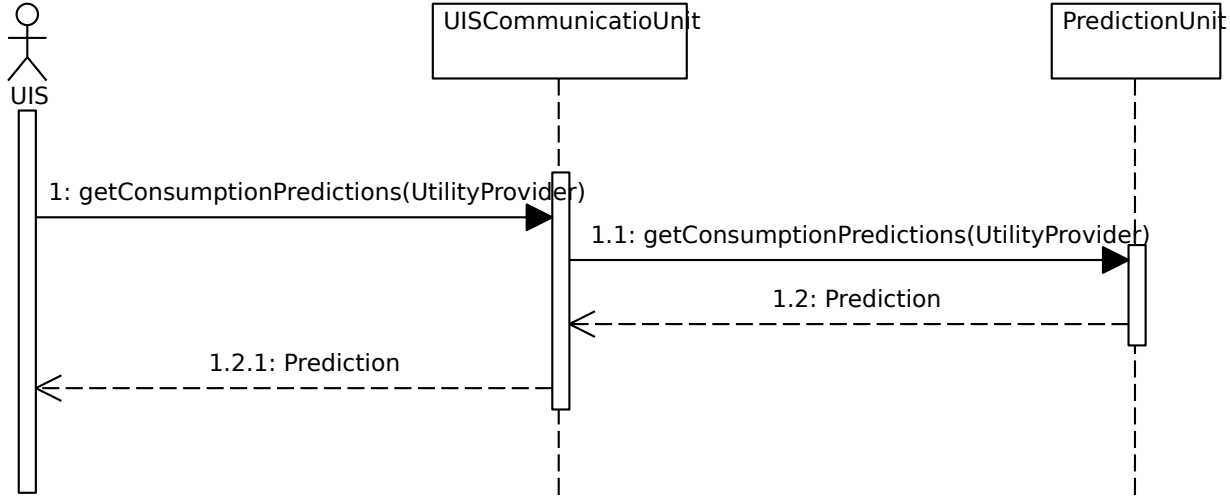 UISCommunicatioUnit
PredictionUnit
UIS
1: getConsumptionPredictions(UtilityProvider)
1.1: getConsumptionPredictions(UtilityProvider)
1.2: Prediction
1.2.1: Prediction